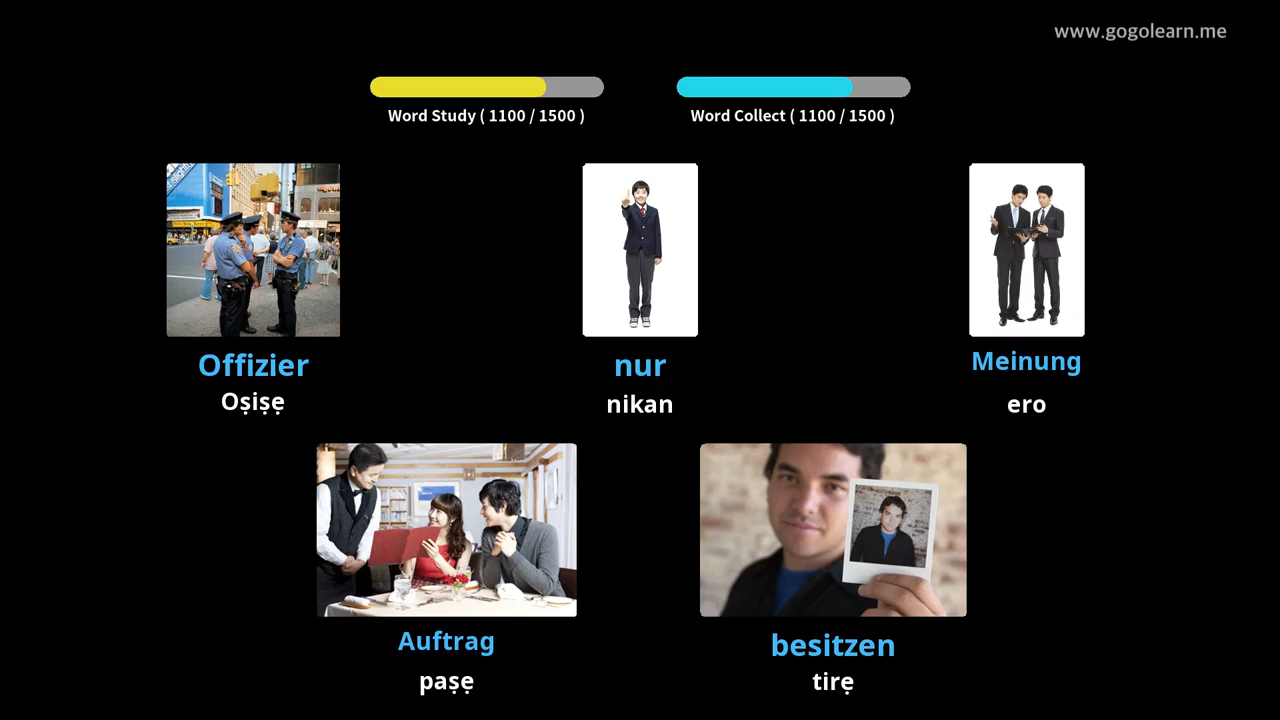 www.gogolearn.me
Word Study ( 1100 / 1500 )
Word Collect ( 1100 / 1500 )
Offizier
Oṣiṣẹ
nur
nikan
Meinung
ero
Auftrag
paṣẹ
besitzen
tirẹ